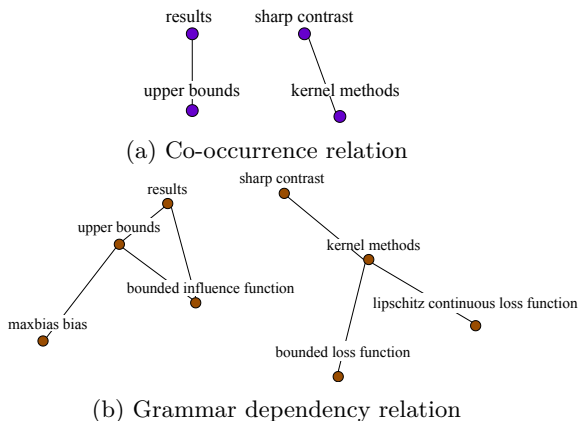 results
sharp contrast
upper bounds
kernel methods
(a) Co-occurrence relation
results
sharp contrast
upper bounds
kernel methods
bounded influence function
lipschitz continuous loss function
maxbias bias
bounded loss function
(b) Grammar dependency relation